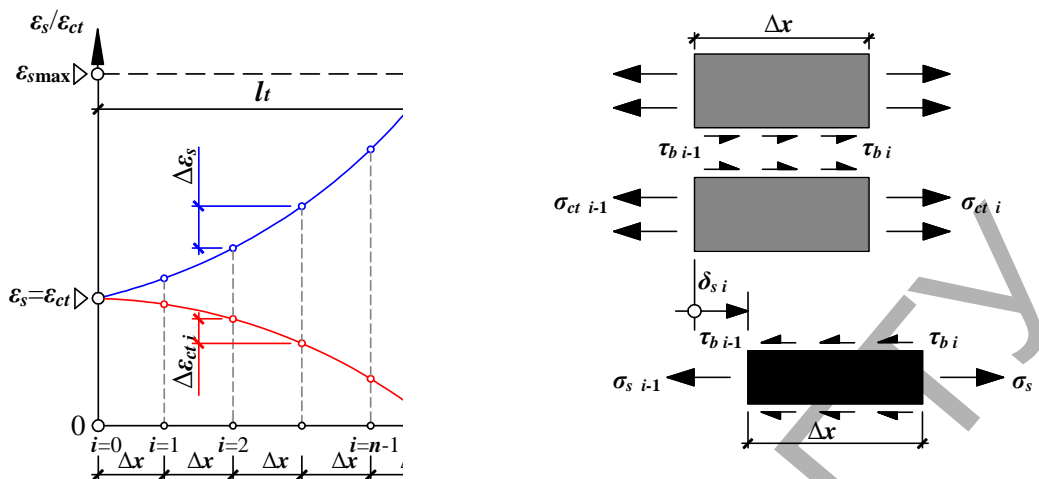 εs/εct
εsmax
lt
Δεs
εs=εct
Δεct i
0
i=0 i=1 i=2 i=n-1
Δx Δx Δx Δx
Δx
τb i-1 τb i
σct i-1 σct i
δs i
τb i-1 τb i
σs i-1 σs
Δx
ТУ